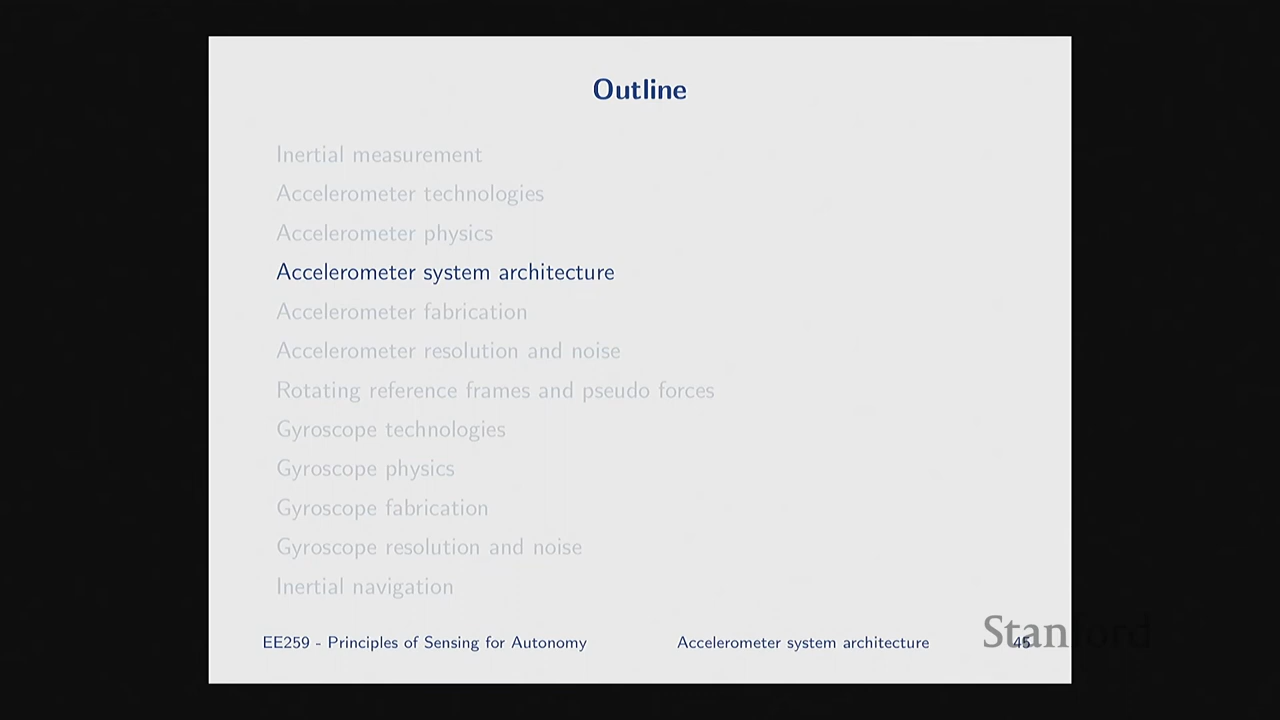 Outline
Inertial measurement
Accelerometer technologies
Accelerometer physics
Accelerometer system architecture
Accelerometer fabrication
Accelerometer resolution and noise
Rotating reference frames and pseudo forces
Gyroscope technologies
Gyroscope physics
Gyroscope fabrication
Gyroscope resolution and noise
Inertial navigation
EE259 - Principles of Sensing for Autonomy Accelerometer system architecture 45
Stanford